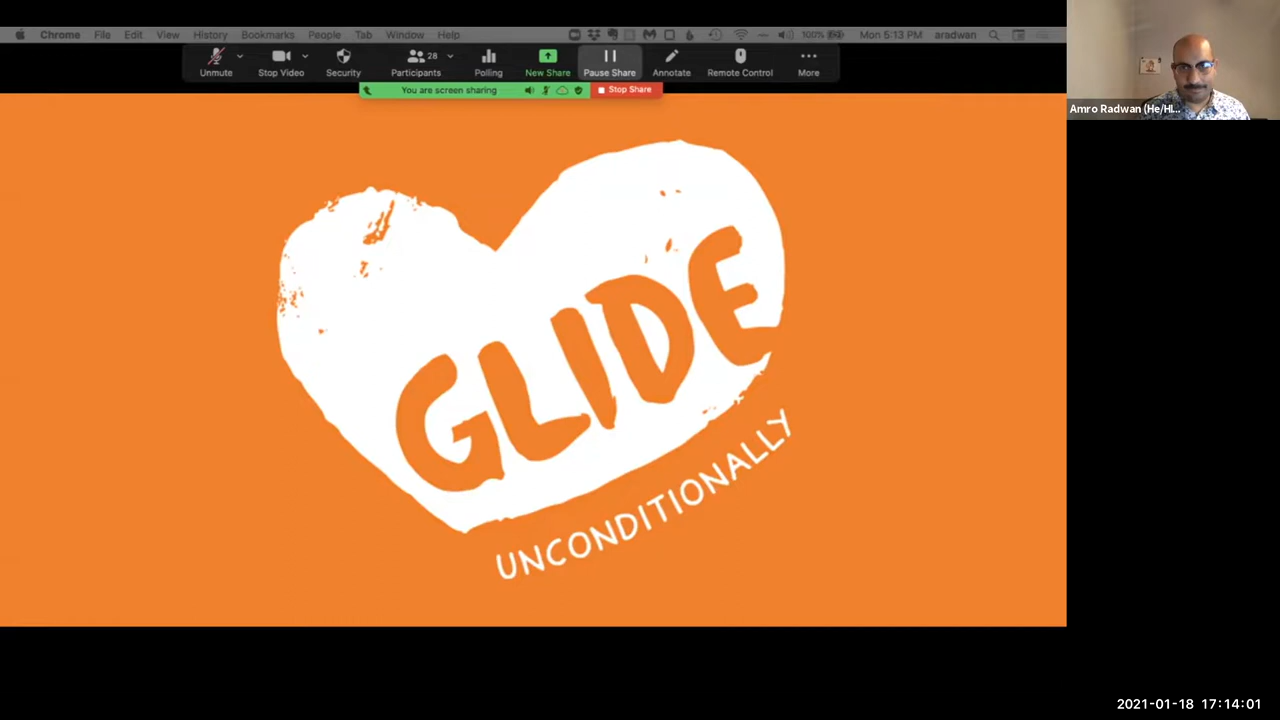 Chrome File Edit View History Bookmarks People Tab Window Help 100% Mon 5:13 PM aradwan
28
Unmute Stop Video Security Participants Polling New Share Pause Share Annotate Remote Control More
You are screen sharing Stop Share
Amro Radwan (He/HI...
GLIDE
UNCONDITIONALLY
2021-01-18 17:14:01